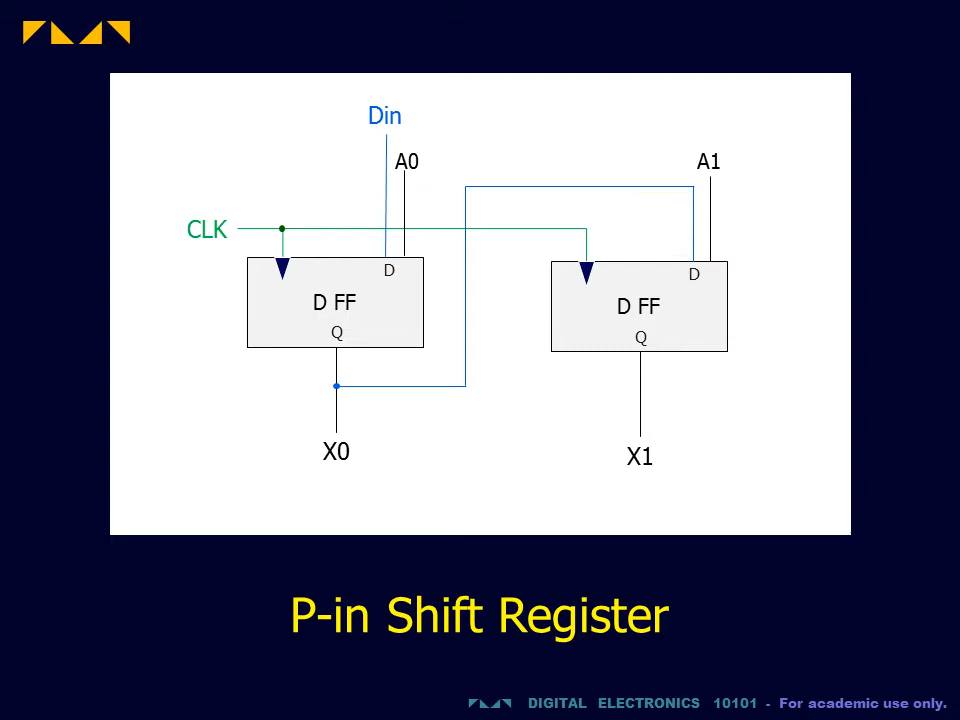 Din
A0
A1
CLK
D
D
D FF
D FF
Q
Q
X0
X1
P-in Shift Register
DIGITAL ELECTRONICS 10101 - For academic use only.